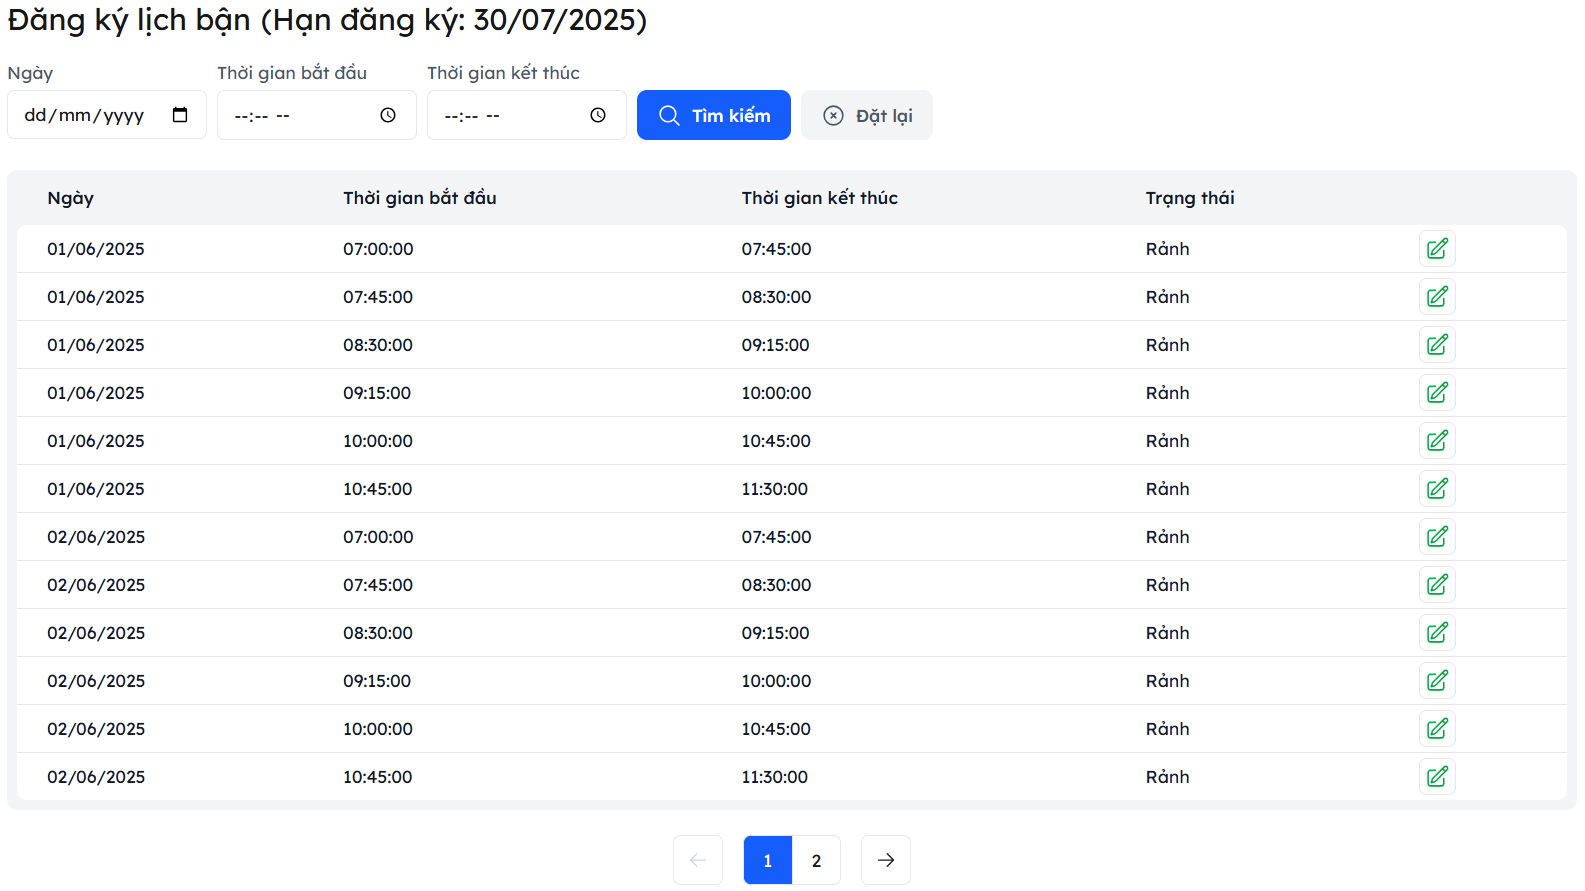 Đăng ký lịch bận (Hạn đăng ký: 30/07/2025)
Ngày Thời gian bắt đầu Thời gian kết thúc
dd/mm/yyyy --:-- -- --:-- -- Tìm kiếm Đặt lại
Ngày Thời gian bắt đầu Thời gian kết thúc Trạng thái
01/06/2025 07:00:00 07:45:00 Rảnh
01/06/2025 07:45:00 08:30:00 Rảnh
01/06/2025 08:30:00 09:15:00 Rảnh
01/06/2025 09:15:00 10:00:00 Rảnh
01/06/2025 10:00:00 10:45:00 Rảnh
01/06/2025 10:45:00 11:30:00 Rảnh
02/06/2025 07:00:00 07:45:00 Rảnh
02/06/2025 07:45:00 08:30:00 Rảnh
02/06/2025 08:30:00 09:15:00 Rảnh
02/06/2025 09:15:00 10:00:00 Rảnh
02/06/2025 10:00:00 10:45:00 Rảnh
02/06/2025 10:45:00 11:30:00 Rảnh
1 2